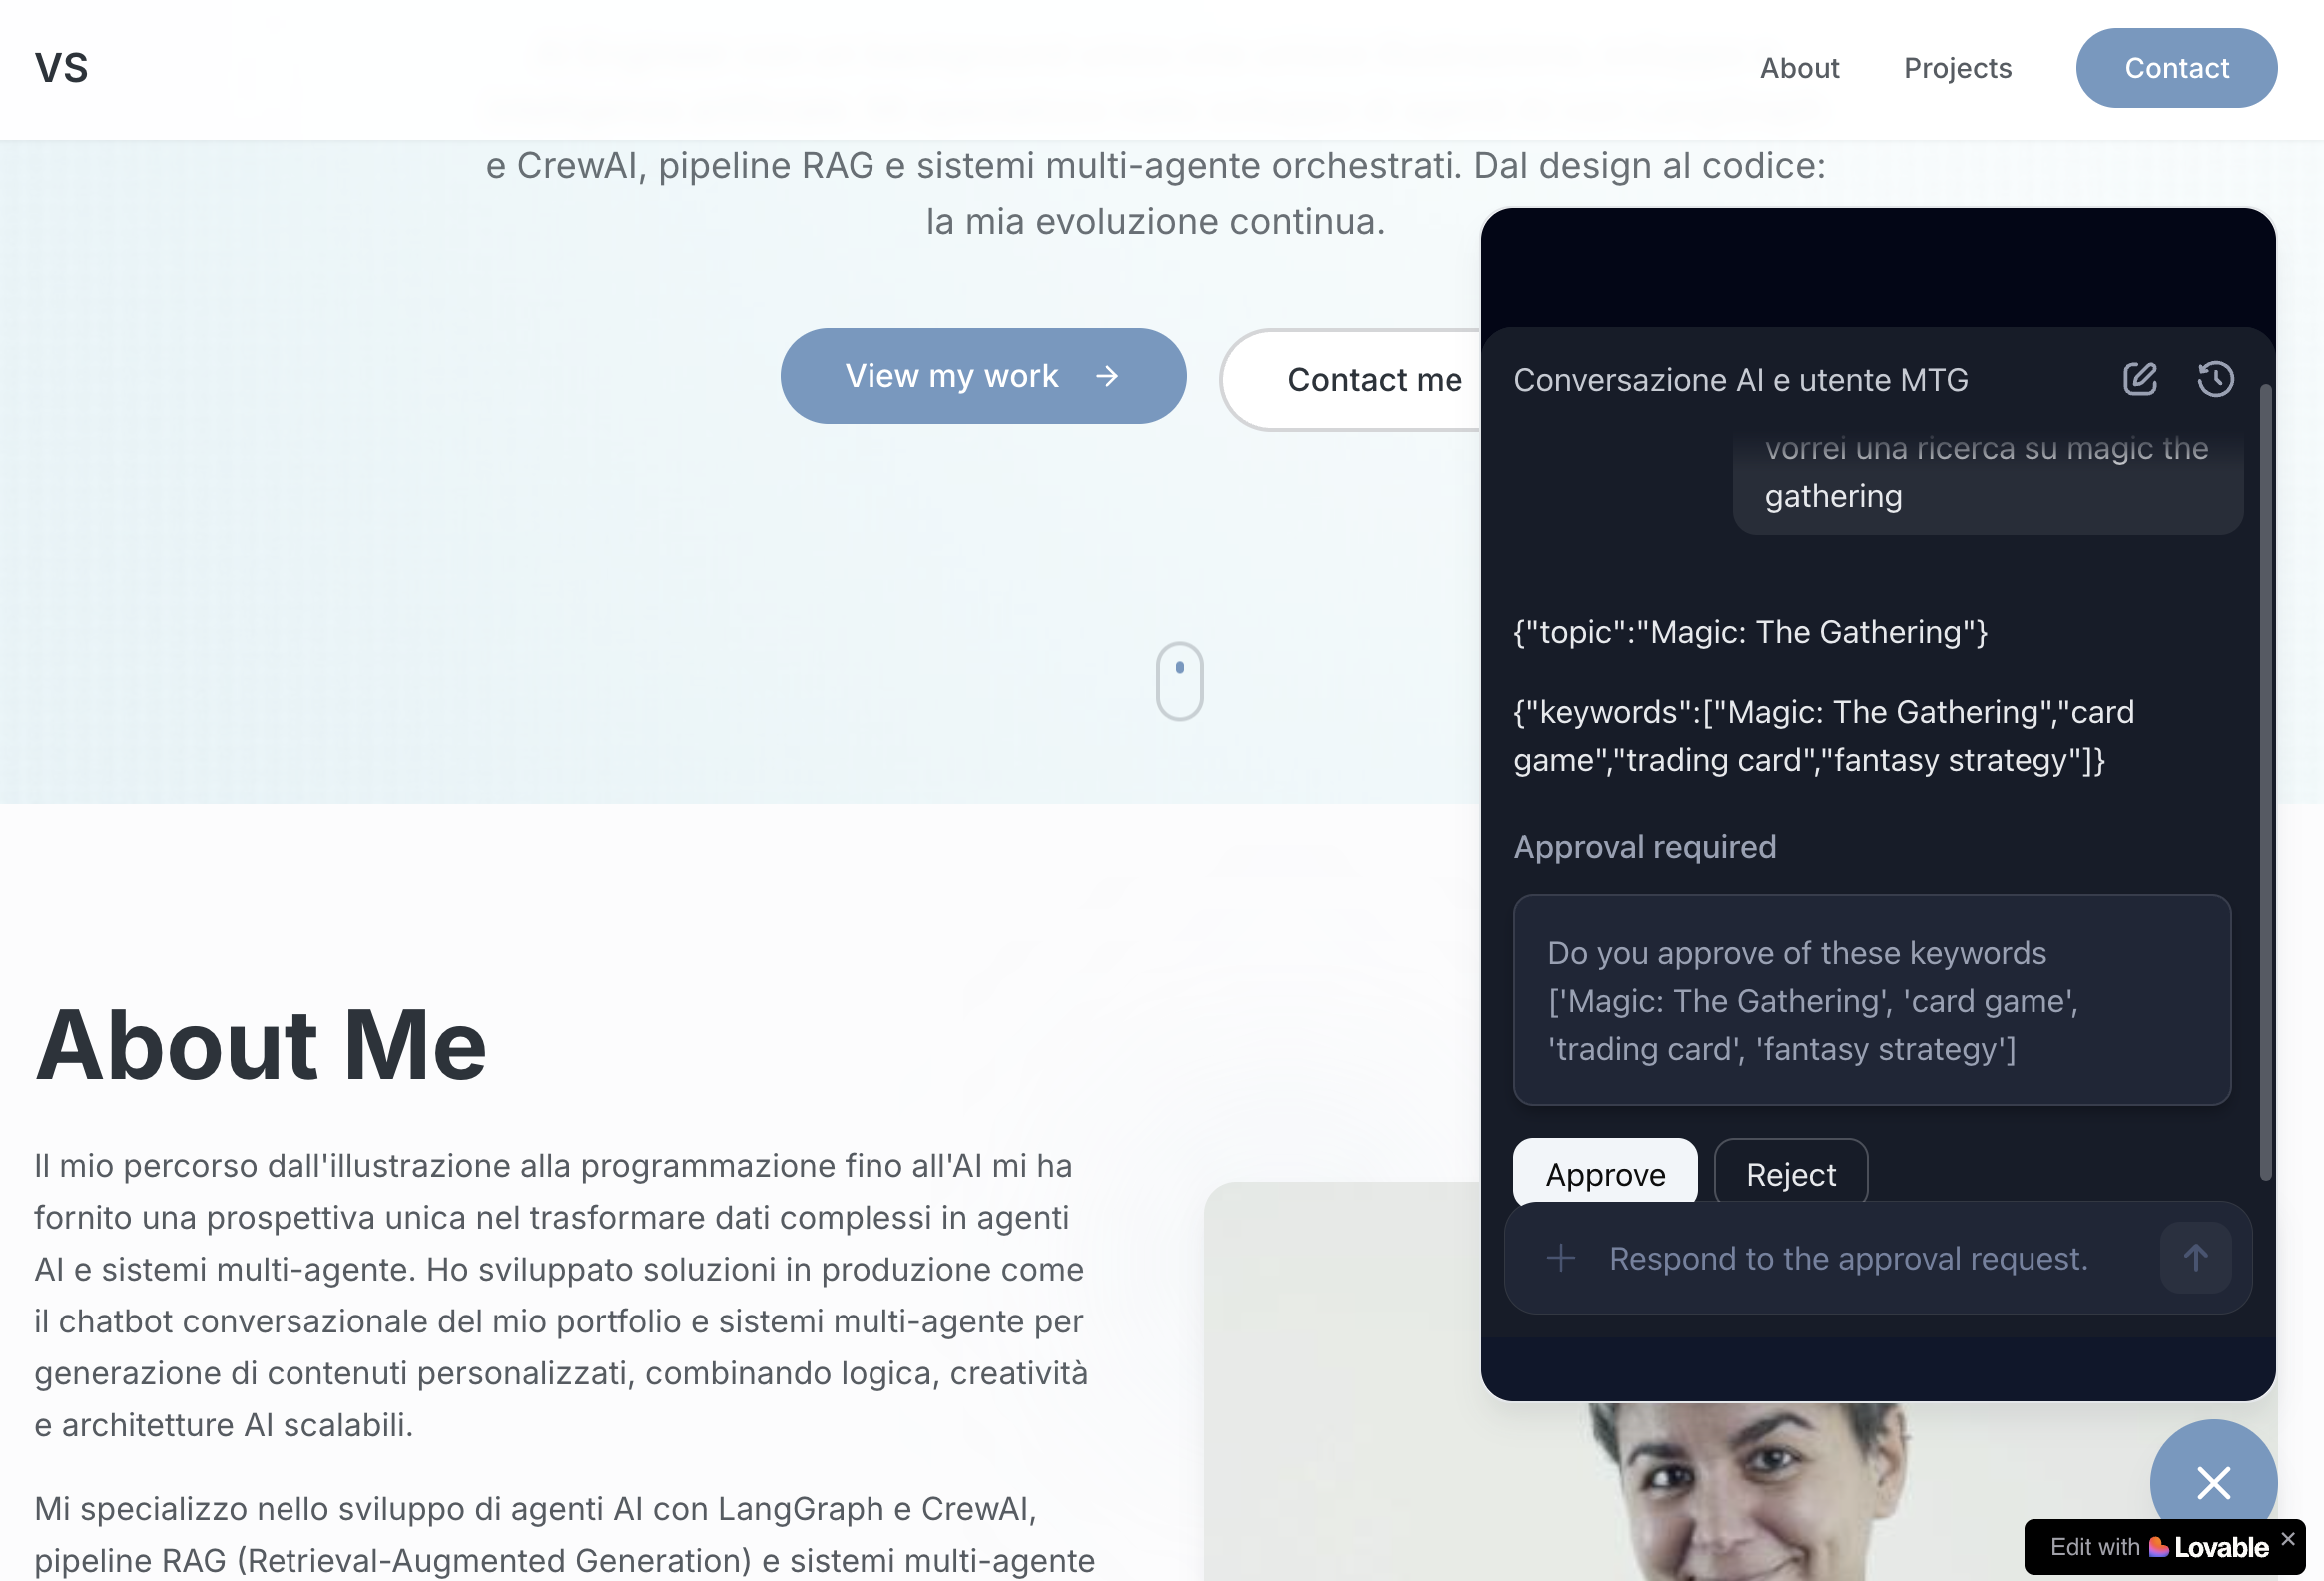 VS
About
Projects
Contact
e CrewAI, pipeline RAG e sistemi multi-agente orchestrati. Dal design al codice:
la mia evoluzione continua.
View my work
Contact me
About Me
Il mio percorso dall'illustrazione alla programmazione fino all'AI mi ha
fornito una prospettiva unica nel trasformare dati complessi in agenti
AI e sistemi multi-agente. Ho sviluppato soluzioni in produzione come
il chatbot conversazionale del mio portfolio e sistemi multi-agente per
generazione di contenuti personalizzati, combinando logica, creatività
e architetture AI scalabili.
Mi specializzo nello sviluppo di agenti AI con LangGraph e CrewAI,
pipeline RAG (Retrieval-Augmented Generation) e sistemi multi-agente
Conversazione AI e utente MTG
vorrei una ricerca su magic the
gathering
{"topic":"Magic: The Gathering"}
{"keywords":["Magic: The Gathering","card
game","trading card","fantasy strategy"]}
Approval required
Do you approve of these keywords
['Magic: The Gathering', 'card game',
'trading card', 'fantasy strategy']
Approve
Reject
Respond to the approval request.
Edit with Lovable